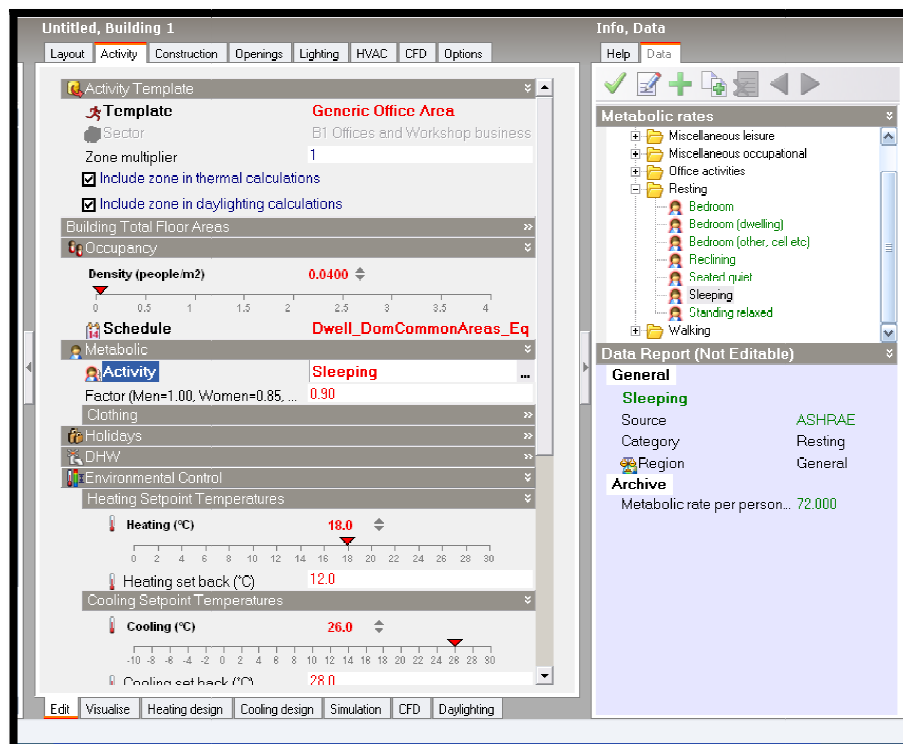 Untitled, Building 1
Layout Activity Construction Openings Lighting HVAC CFD Options
Activity Template
Template Generic Office Area
Sector B1 Offices and Workshop business
Zone multiplier 1
Include zone in thermal calculations
Include zone in daylighting calculations
Building Total Floor Areas
Occupancy
Density (people/m2) 0.0400
0 0.5 1 1.5 2 2.5 3 3.5 4
Schedule Dwell_DomCommonAreas_Eq
Metabolic
Activity Sleeping ...
Factor (Men=1.00, Women=0.85, ... 0.90
Clothing
Holidays
DHW
Environmental Control
Heating Setpoint Temperatures
Heating (°C) 18.0
0 2 4 6 8 10 12 14 16 18 20 22 24 26 28 30
Heating set back (°C) 12.0
Cooling Setpoint Temperatures
Cooling (°C) 26.0
-10 -8 -6 -4 -2 0 2 4 6 8 10 12 14 16 18 20 22 24 26 28 30
Cooling set back (°C) 28.0
Edit Visualise Heating design Cooling design Simulation CFD Daylighting
Info, Data
Help Data
Metabolic rates
Miscellaneous leisure
Miscellaneous occupational
Office activities
Resting
Bedroom
Bedroom (dwelling)
Bedroom (other, cell etc)
Reclining
Seated quiet
Sleeping
Standing relaxed
Walking
Data Report (Not Editable)
General
Sleeping
Source ASHRAE
Category Resting
Region General
Archive
Metabolic rate per person... 72.000